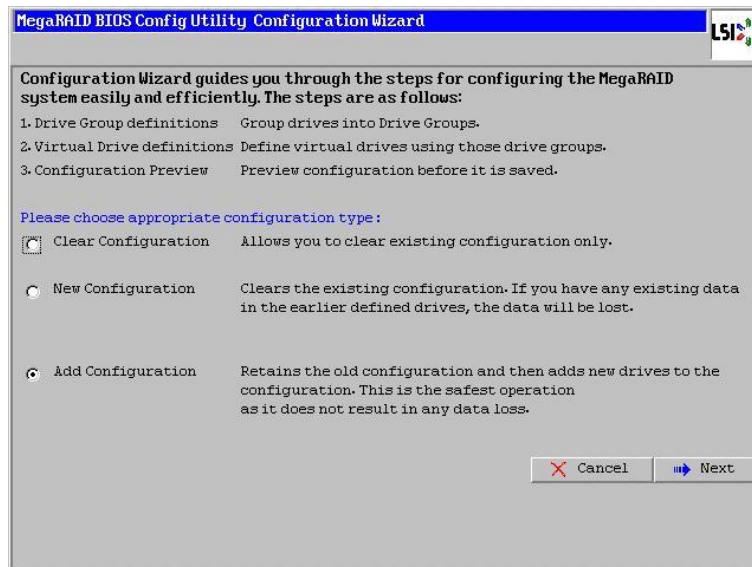 MegaRAID BIOS Config Utility Configuration Wizard
LSI
Configuration Wizard guides you through the steps for configuring the MegaRAID
system easily and efficiently. The steps are as follows:
1. Drive Group definitions Group drives into Drive Groups.
2. Virtual Drive definitions Define virtual drives using those drive groups.
3. Configuration Preview Preview configuration before it is saved.
Please choose appropriate configuration type:
Clear Configuration Allows you to clear existing configuration only.
New Configuration Clears the existing configuration. If you have any existing data
in the earlier defined drives, the data will be lost.
Add Configuration Retains the old configuration and then adds new drives to the
configuration. This is the safest operation
as it does not result in any data loss.
Cancel Next